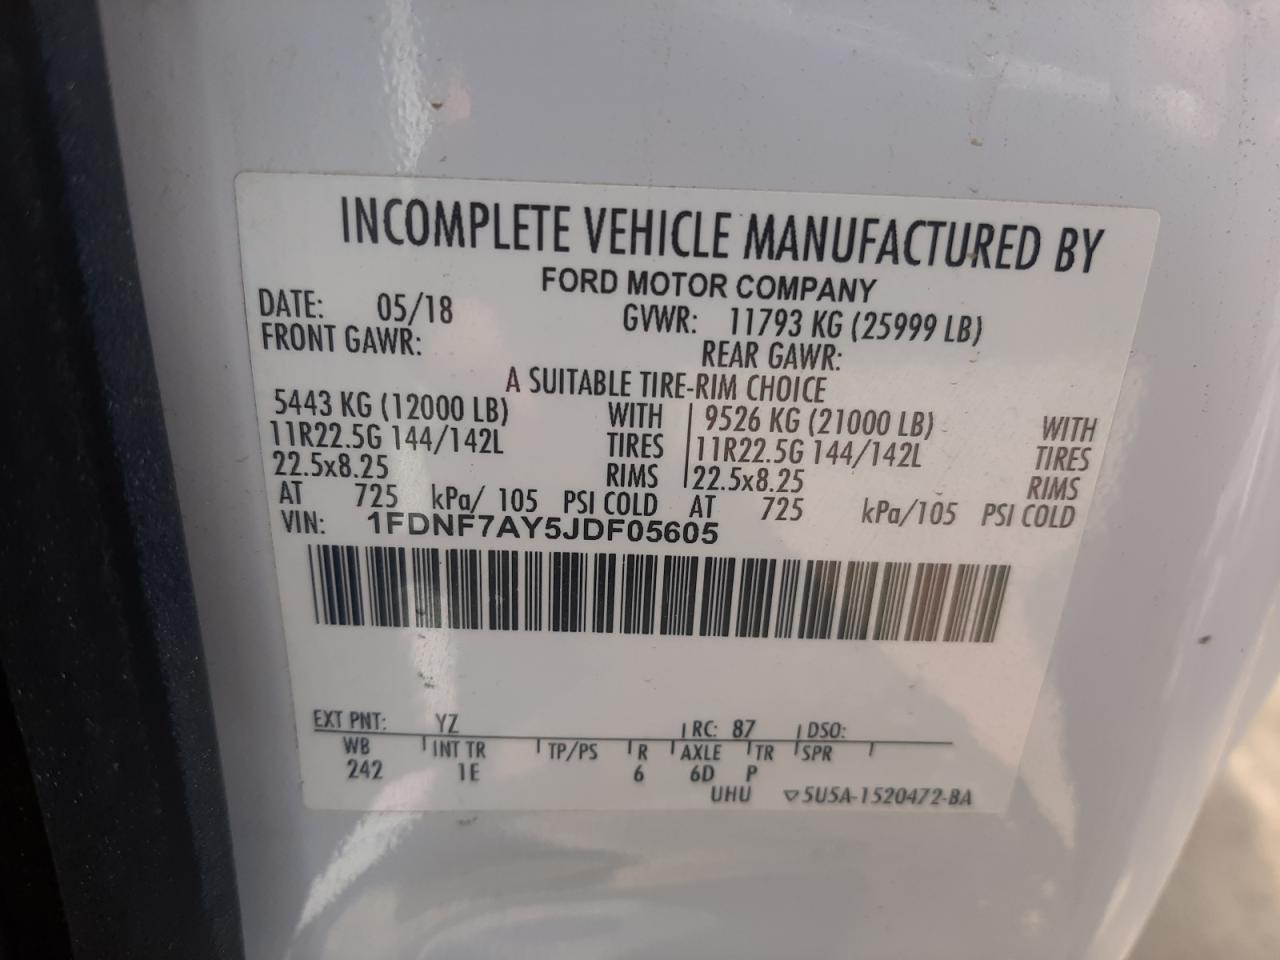 INCOMPLETE VEHICLE MANUFACTURED BY
FORD MOTOR COMPANY
DATE: 05/18 GVWR: 11793 KG (25999 LB)
FRONT GAWR: REAR GAWR:
A SUITABLE TIRE-RIM CHOICE
5443 KG (12000 LB) WITH 9526 KG (21000 LB) WITH
11R22.5G 144/142L TIRES 11R22.5G 144/142L TIRES
22.5x8.25 RIMS 22.5x8.25 RIMS
AT 725 kPa/ 105 PSI COLD AT 725 kPa/105 PSI COLD
VIN: 1FDNF7AY5JDF05605
EXT PNT: YZ RC: 87 DSO:
WB INT TR TP/PS R AXLE TR SPR
242 1E 6 6D P
UHU ▽5U5A-1520472-BA